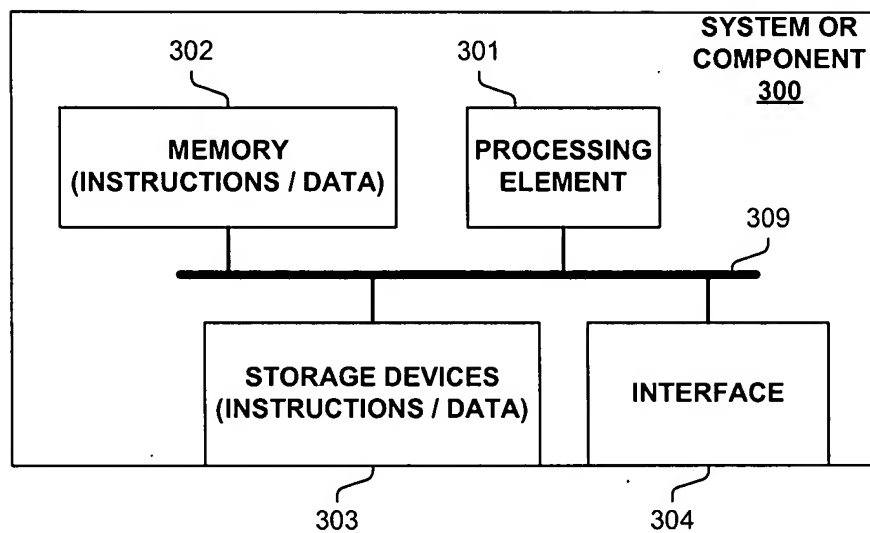 SYSTEM OR
COMPONENT
300
302
301
MEMORY
(INSTRUCTIONS / DATA)
PROCESSING
ELEMENT
309
STORAGE DEVICES
(INSTRUCTIONS / DATA)
INTERFACE
303
304